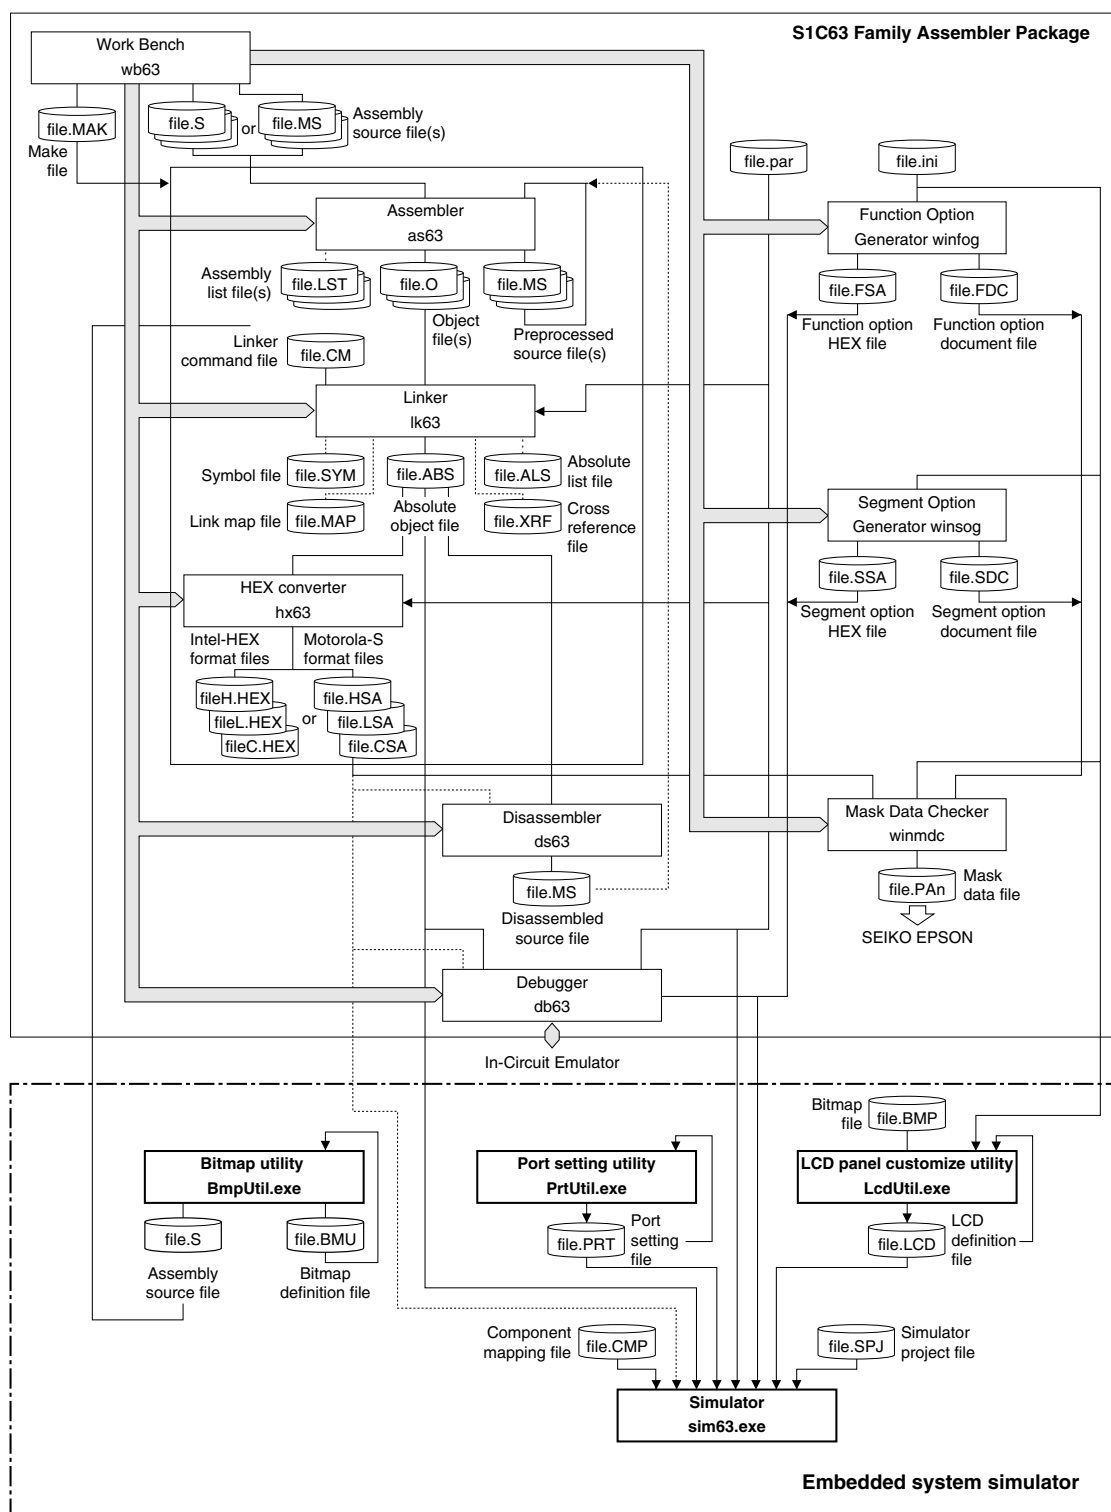 S1C63 Family Assembler Package
Work Bench
wb63
file.MAK
Make
file
file.S
or
file.MS
Assembly
source file(s)
file.par
file.ini
Assembler
as63
Function Option
Generator winfog
Assembly
list file(s)
file.LST
file.O
file.MS
Object
file(s)
Preprocessed
source file(s)
file.FSA
file.FDC
Function option
HEX file
Function option
document file
Linker
command file
file.CM
Linker
lk63
Symbol file
file.SYM
file.ABS
file.ALS
Absolute
list file
Link map file
file.MAP
Absolute
object file
file.XRF
Cross
reference
file
Segment Option
Generator winsog
file.SSA
file.SDC
Segment option
HEX file
Segment option
document file
HEX converter
hx63
Intel-HEX
format files
Motorola-S
format files
fileH.HEX
fileL.HEX
fileC.HEX
or
file.HSA
file.LSA
file.CSA
Disassembler
ds63
file.MS
Disassembled
source file
Mask Data Checker
winmdc
file.PAn
Mask
data file
SEIKO EPSON
Debugger
db63
In-Circuit Emulator
Bitmap
file
file.BMP
Bitmap utility
BmpUtil.exe
Port setting utility
PrtUtil.exe
LCD panel customize utility
LcdUtil.exe
file.S
file.BMU
Assembly
source file
Bitmap
definition file
file.PRT
Port
setting
file
file.LCD
LCD
definition
file
Component
mapping file
file.CMP
file.SPJ
Simulator
project file
Simulator
sim63.exe
Embedded system simulator